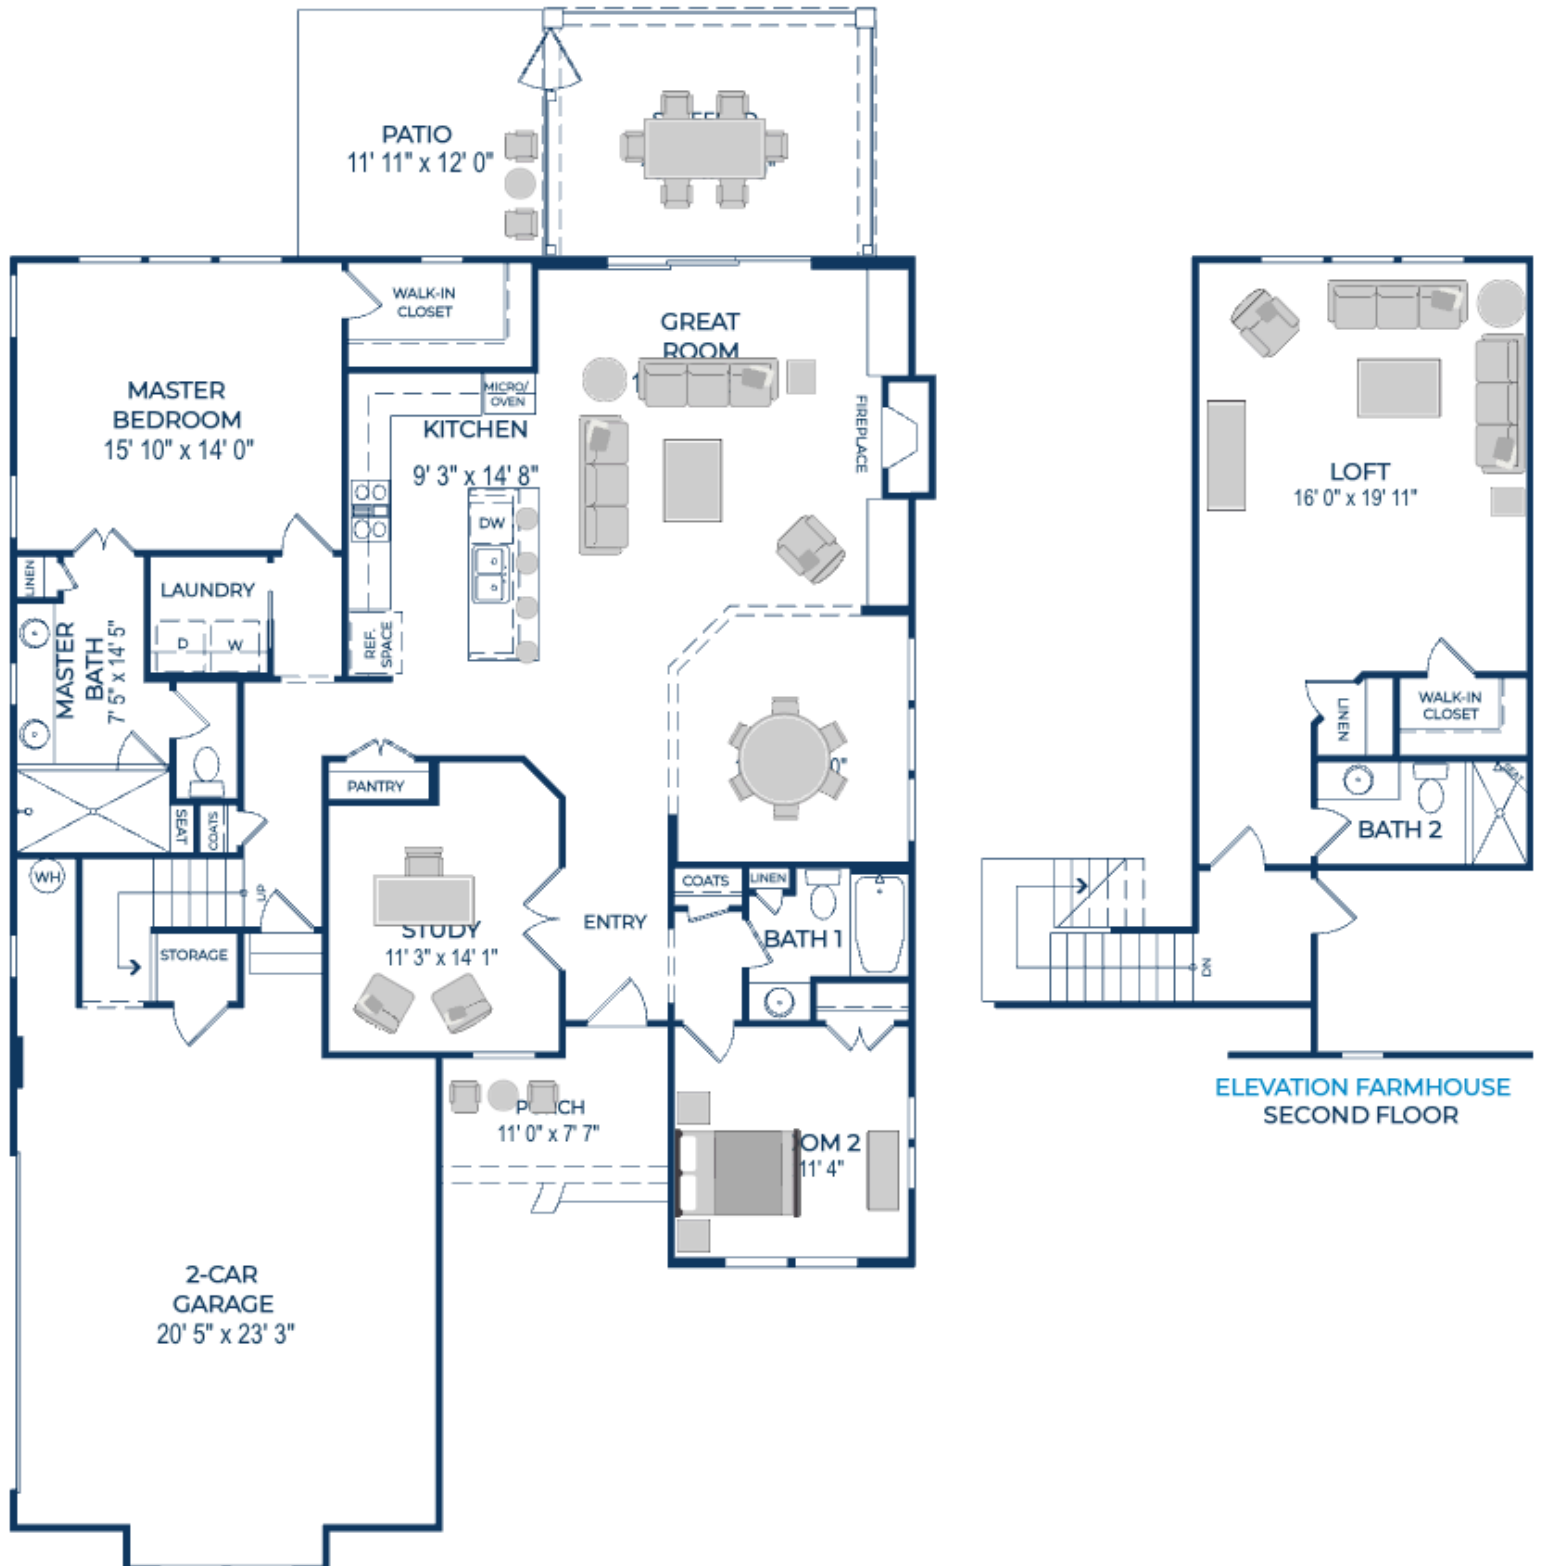 PATIO
11' 11" x 12' 0"
WALK-IN
CLOSET
GREAT
ROOM
MASTER
BEDROOM
15' 10" x 14' 0"
MICRO/
OVEN
KITCHEN
9' 3" x 14' 8"
FIREPLACE
DW
LINEN
LAUNDRY
D
W
REF.
SPACE
MASTER
BATH
7' 5" x 14' 5"
PANTRY
0"
SEAT
COATS
WH
UP
STORAGE
STUDY
11' 3" x 14' 1"
ENTRY
COATS
LINEN
BATH 1
11' 0" x 7' 7"
OM 2
11' 4"
2-CAR
GARAGE
20' 5" x 23' 3"
LOFT
16' 0" x 19' 11"
LINEN
WALK-IN
CLOSET
SEAT
BATH 2
DN
ELEVATION FARMHOUSE
SECOND FLOOR